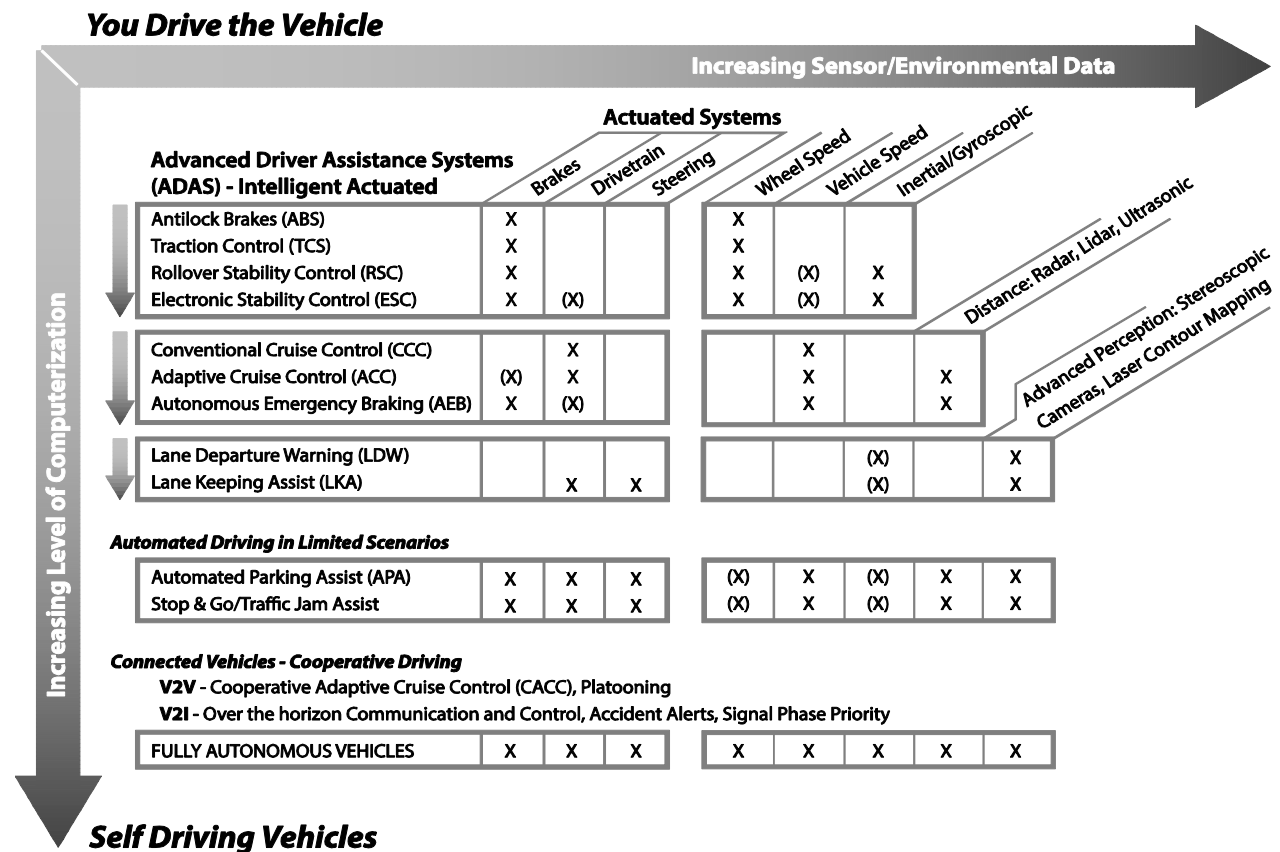 You Drive the Vehicle
Increasing Sensor/Environmental Data
Increasing Level of Computerization
Actuated Systems
Advanced Driver Assistance Systems
(ADAS) - Intelligent Actuated
Brakes
Drivetrain
Steering
Wheel Speed
Vehicle Speed
Inertial/Gyroscopic
Distance: Radar, Lidar, Ultrasonic
Advanced Perception: Stereoscopic
Cameras, Laser Contour Mapping
Antilock Brakes (ABS) X X
Traction Control (TCS) X X
Rollover Stability Control (RSC) X X (X) X
Electronic Stability Control (ESC) X (X) X (X) X
Conventional Cruise Control (CCC) X X
Adaptive Cruise Control (ACC) (X) X X X
Autonomous Emergency Braking (AEB) X (X) X X
Lane Departure Warning (LDW) (X) X
Lane Keeping Assist (LKA) X X (X) X
Automated Driving in Limited Scenarios
Automated Parking Assist (APA) X X X (X) X (X) X X
Stop & Go/Traffic Jam Assist X X X (X) X (X) X X
Connected Vehicles - Cooperative Driving
V2V - Cooperative Adaptive Cruise Control (CACC), Platooning
V2I - Over the horizon Communication and Control, Accident Alerts, Signal Phase Priority
FULLY AUTONOMOUS VEHICLES X X X X X X X X
Self Driving Vehicles